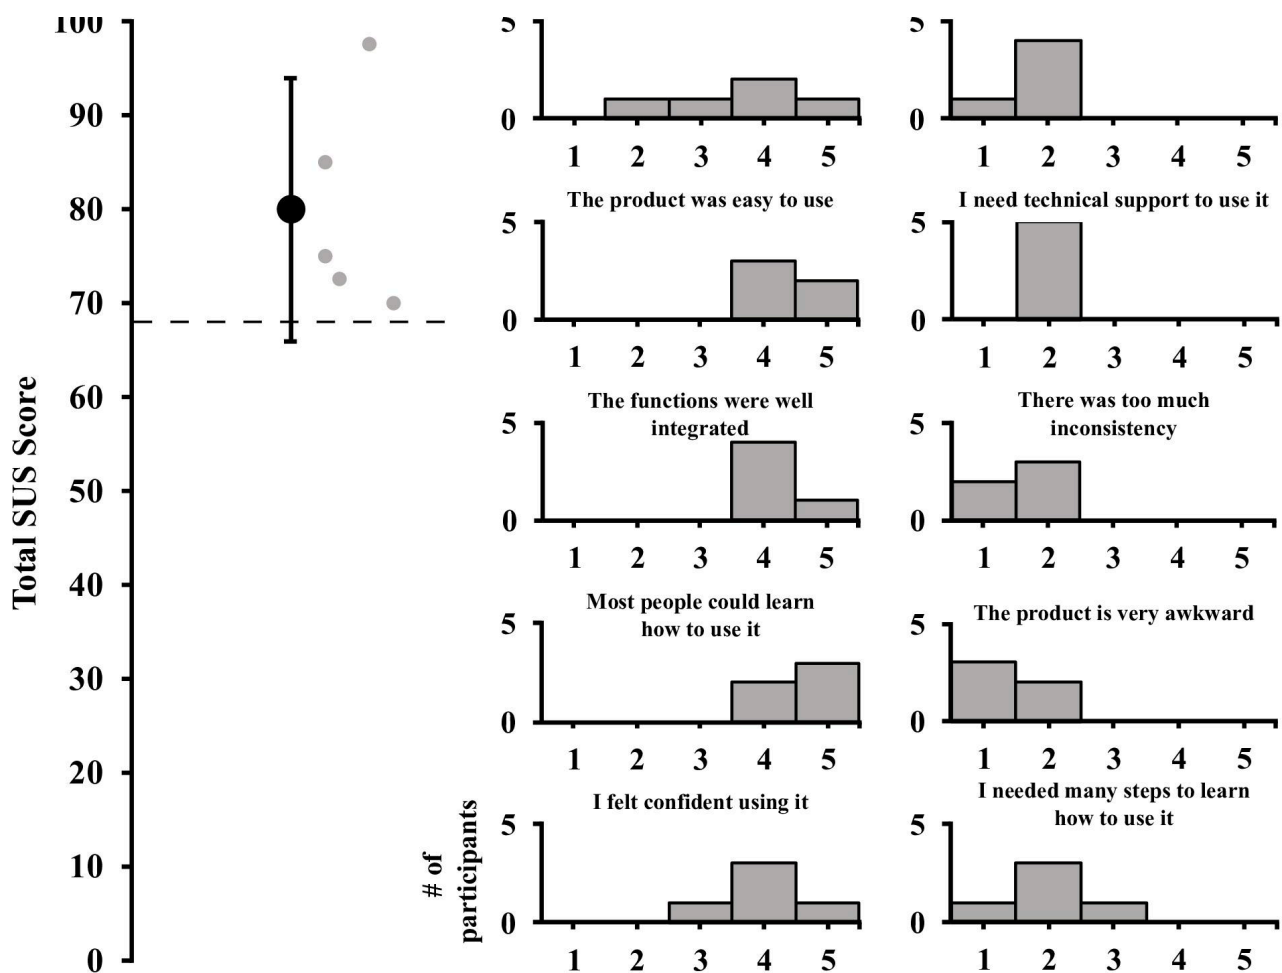 100
90
80
70
60
50
40
30
20
10
0
Total SUS Score
5
0
1 2 3 4 5
5
0
1 2 3 4 5
The product was easy to use
5
0
1 2 3 4 5
I need technical support to use it
5
0
1 2 3 4 5
The functions were well
integrated
5
0
1 2 3 4 5
There was too much
inconsistency
5
0
1 2 3 4 5
Most people could learn
how to use it
5
0
1 2 3 4 5
The product is very awkward
5
0
1 2 3 4 5
I felt confident using it
5
0
1 2 3 4 5
I needed many steps to learn
how to use it
5
0
1 2 3 4 5
# of
participants